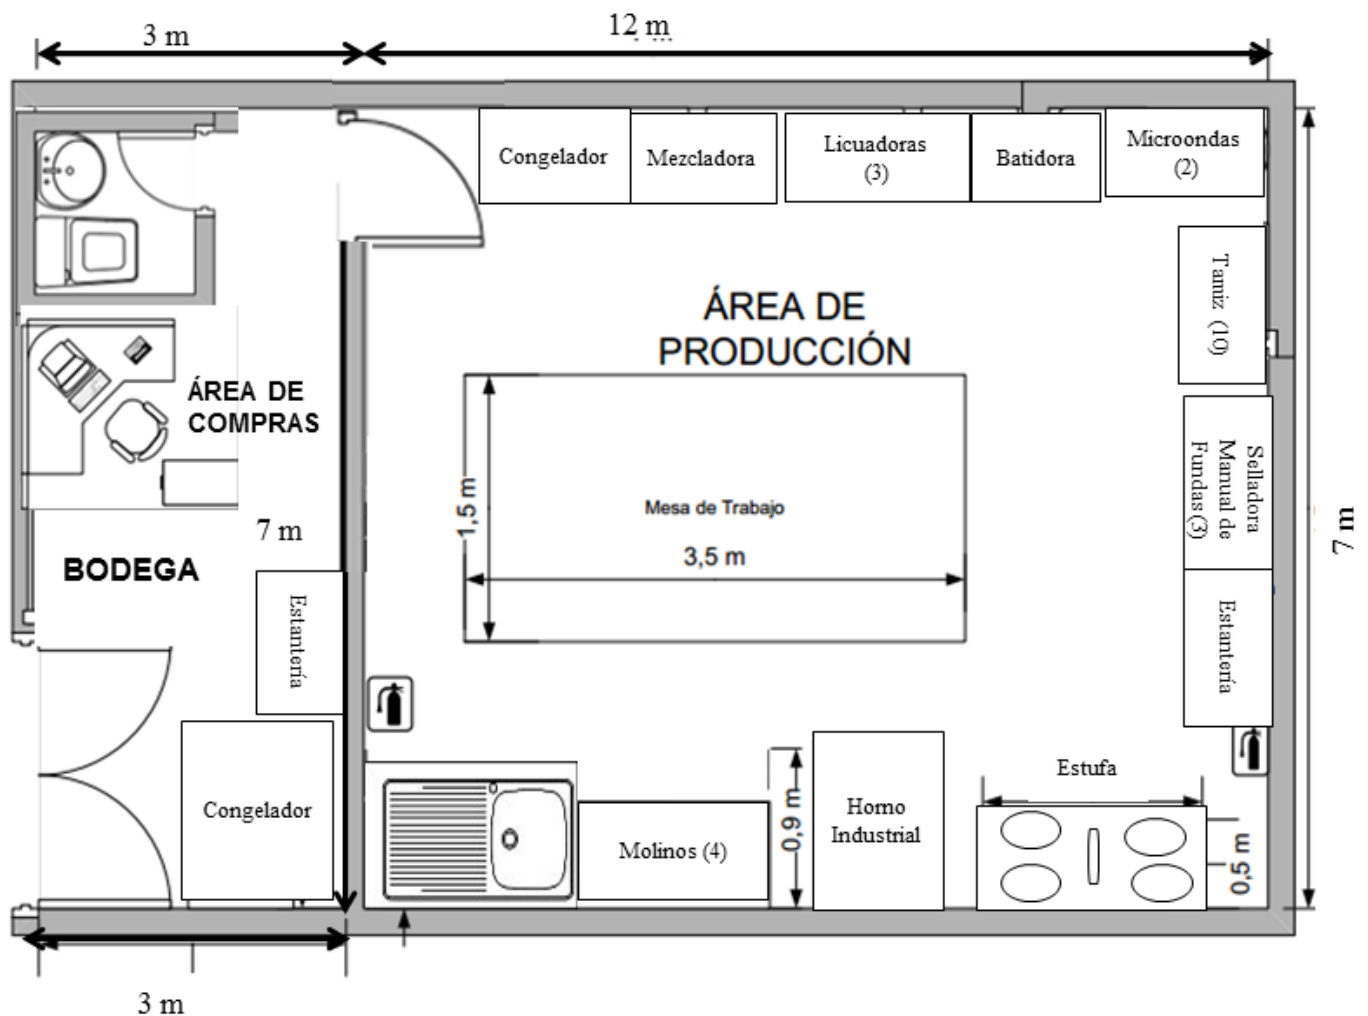 3 m
12 m
Congelador
Mezcladora
Licuadoras
(3)
Batidora
Microondas
(2)
Tamiz (10)
ÁREA DE
PRODUCCIÓN
ÁREA DE
COMPRAS
Selladora
Manual de
Fundas (3)
1,5 m
Mesa de Trabajo
3,5 m
7 m
7 m
BODEGA
Estantería
Estantería
Congelador
Molinos (4)
0,9 m
Horno
Industrial
Estufa
0,5 m
3 m